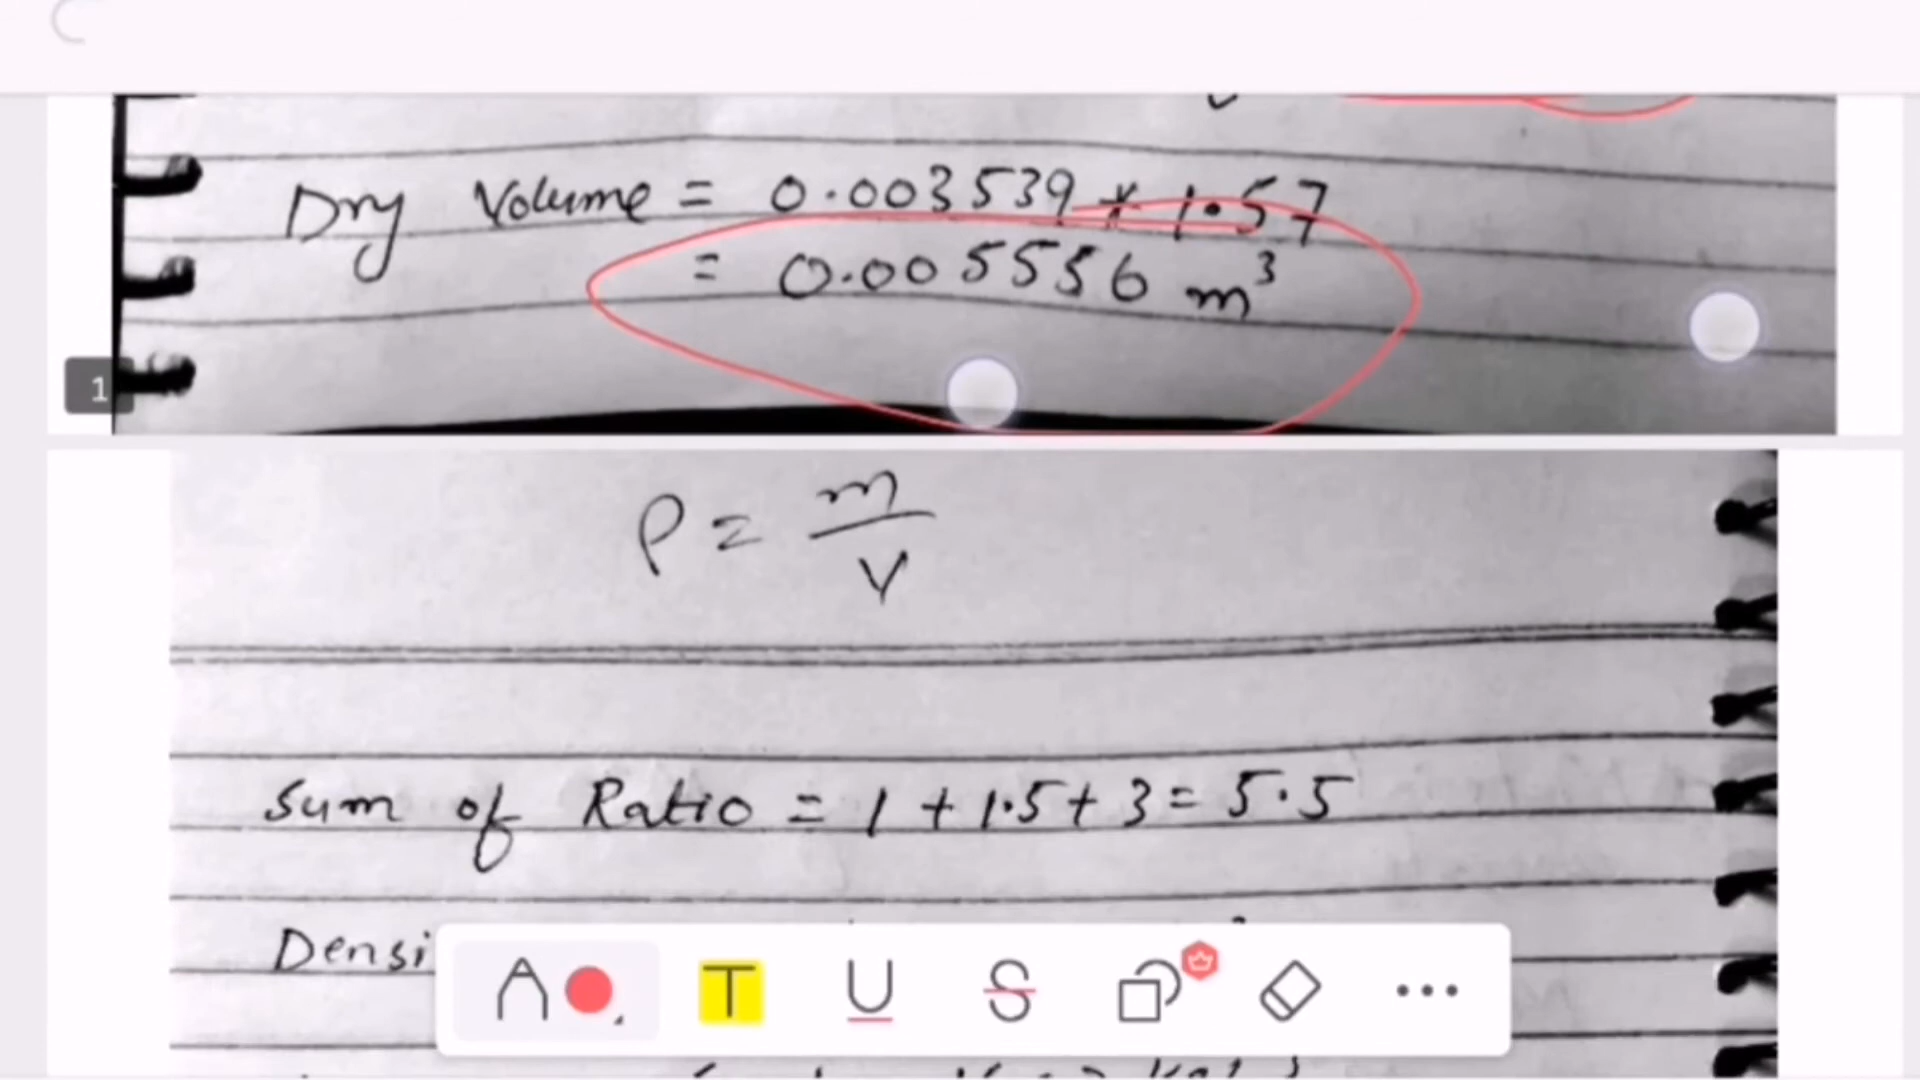 Dry Volume = 0.003539 * 1.57
= 0.005556 m³
1
ρ = m/v
Sum of Ratio = 1 + 1.5 + 3 = 5.5
Densi
T
U
S